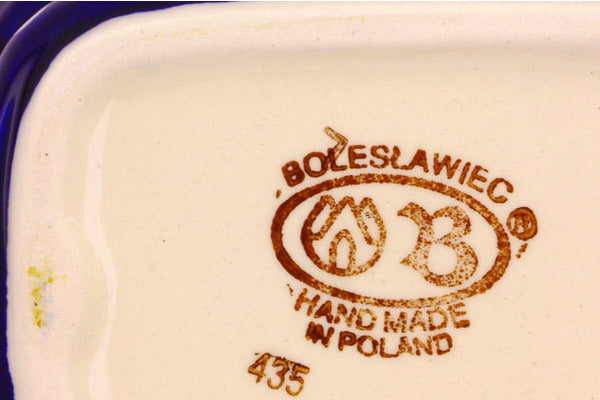 BOLESŁAWIEC
B ®
HAND MADE
IN POLAND
435